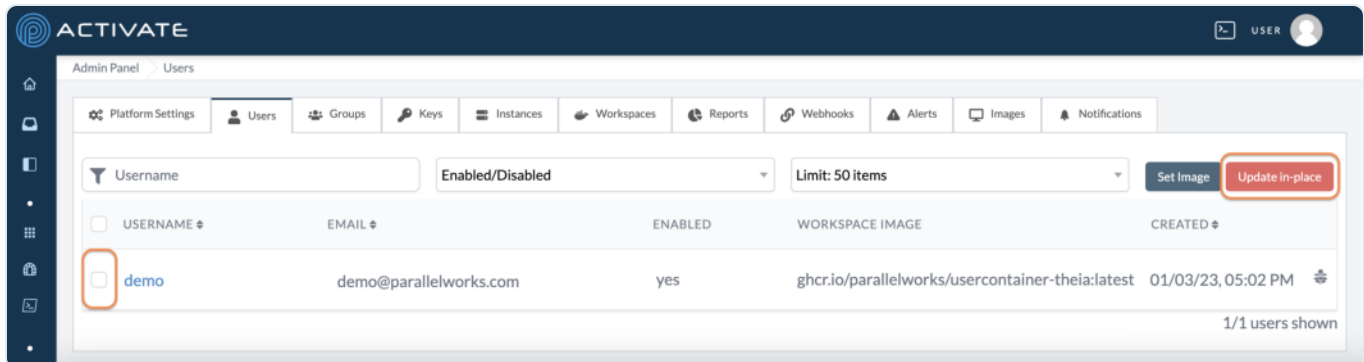 ACTIVATE
USER
Admin Panel Users
Platform Settings Users Groups Keys Instances Workspaces Reports Webhooks Alerts Images Notifications
Username Enabled/Disabled Limit: 50 items Set Image Update in-place
USERNAME EMAIL ENABLED WORKSPACE IMAGE CREATED
demo demo@parallelworks.com yes ghcr.io/parallelworks/usercontainer-theia:latest 01/03/23, 05:02 PM
1/1 users shown